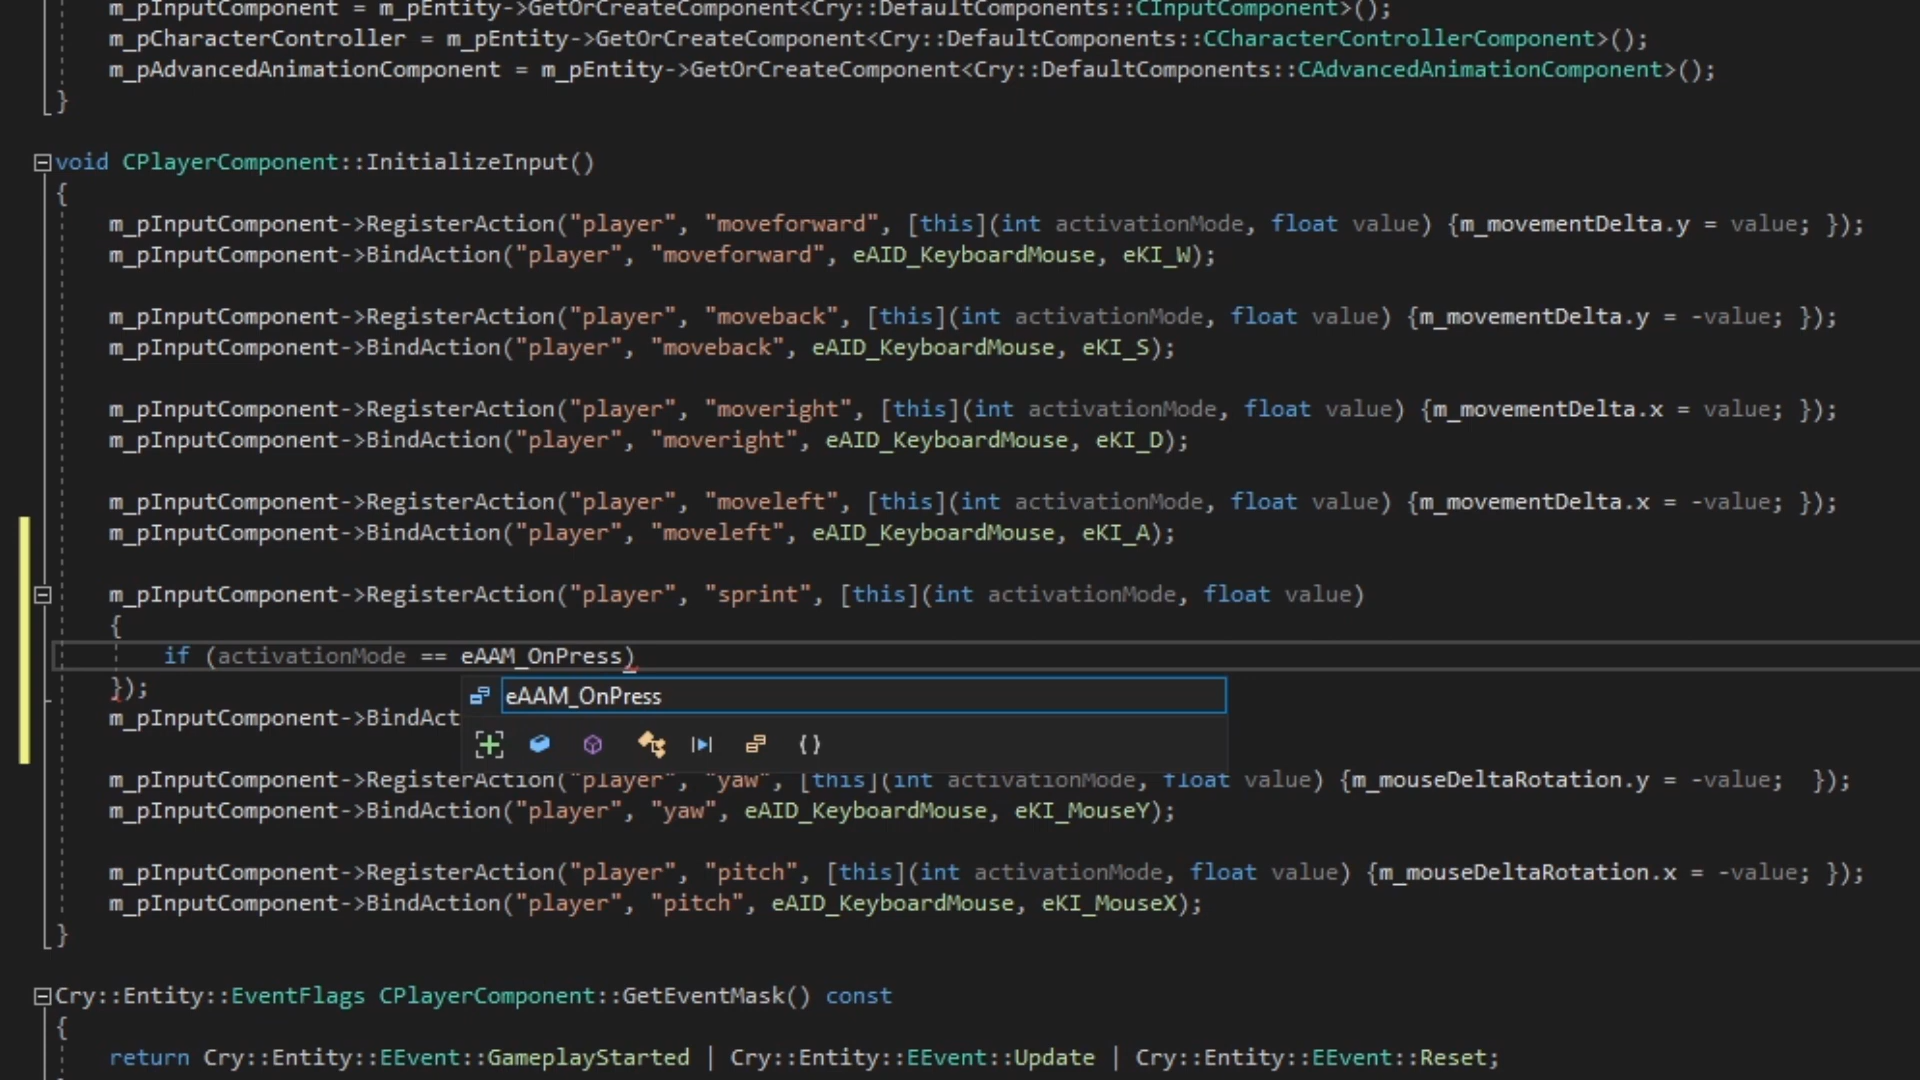 m_pInputComponent = m_pEntity->GetOrCreateComponent<Cry::DefaultComponents::CInputComponent>();
m_pCharacterController = m_pEntity->GetOrCreateComponent<Cry::DefaultComponents::CCharacterControllerComponent>();
m_pAdvancedAnimationComponent = m_pEntity->GetOrCreateComponent<Cry::DefaultComponents::CAdvancedAnimationComponent>();
}
void CPlayerComponent::InitializeInput()
{
m_pInputComponent->RegisterAction("player", "moveforward", [this](int activationMode, float value) {m_movementDelta.y = value; });
m_pInputComponent->BindAction("player", "moveforward", eAID_KeyboardMouse, eKI_W);
m_pInputComponent->RegisterAction("player", "moveback", [this](int activationMode, float value) {m_movementDelta.y = -value; });
m_pInputComponent->BindAction("player", "moveback", eAID_KeyboardMouse, eKI_S);
m_pInputComponent->RegisterAction("player", "moveright", [this](int activationMode, float value) {m_movementDelta.x = value; });
m_pInputComponent->BindAction("player", "moveright", eAID_KeyboardMouse, eKI_D);
m_pInputComponent->RegisterAction("player", "moveleft", [this](int activationMode, float value) {m_movementDelta.x = -value; });
m_pInputComponent->BindAction("player", "moveleft", eAID_KeyboardMouse, eKI_A);
m_pInputComponent->RegisterAction("player", "sprint", [this](int activationMode, float value)
{
if (activationMode == eAAM_OnPress)
});
eAAM_OnPress
m_pInputComponent->BindAct
{}
m_pInputComponent->RegisterAction("player", "yaw", [this](int activationMode, float value) {m_mouseDeltaRotation.y = -value;  });
m_pInputComponent->BindAction("player", "yaw", eAID_KeyboardMouse, eKI_MouseY);
m_pInputComponent->RegisterAction("player", "pitch", [this](int activationMode, float value) {m_mouseDeltaRotation.x = -value; });
m_pInputComponent->BindAction("player", "pitch", eAID_KeyboardMouse, eKI_MouseX);
}
Cry::Entity::EventFlags CPlayerComponent::GetEventMask() const
{
return Cry::Entity::EEvent::GameplayStarted | Cry::Entity::EEvent::Update | Cry::Entity::EEvent::Reset;